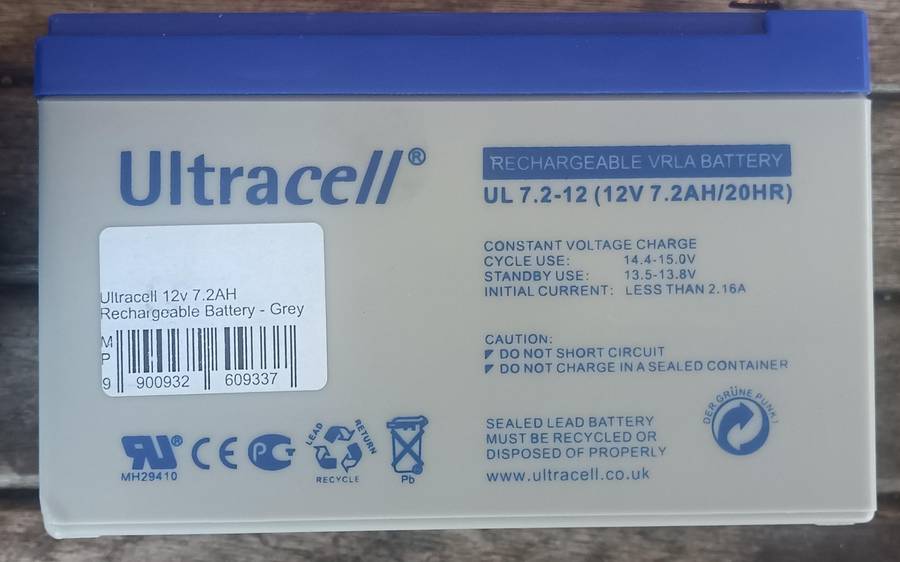 Ultracell®
RECHARGEABLE VRLA BATTERY
UL 7.2-12 (12V 7.2AH/20HR)
CONSTANT VOLTAGE CHARGE
CYCLE USE: 14.4-15.0V
STANDBY USE: 13.5-13.8V
INITIAL CURRENT: LESS THAN 2.16A
Ultracell 12v 7.2AH
Rechargeable Battery - Grey
M
P
9 900932 609337
CAUTION:
DO NOT SHORT CIRCUIT
DO NOT CHARGE IN A SEALED CONTAINER
SEALED LEAD BATTERY
MUST BE RECYCLED OR
DISPOSED OF PROPERLY
www.ultracell.co.uk
DER GRÜNE PUNKT
RU®
MH29410
CE
PCT
LEAD
RETURN
RECYCLE
Pb